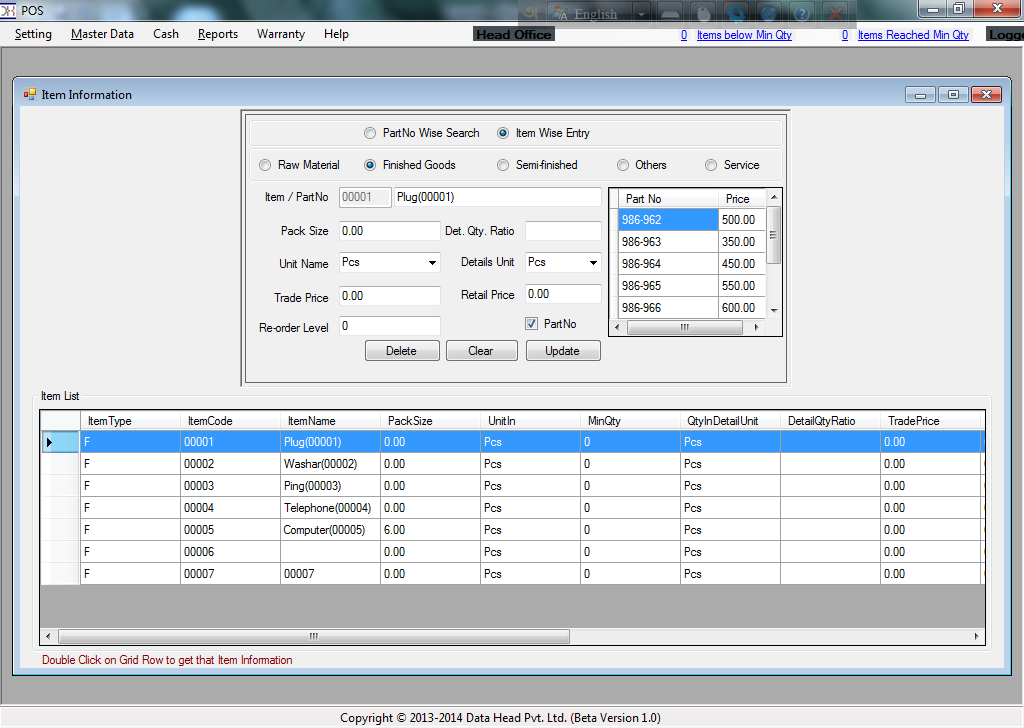 POS
English
Setting Master Data Cash Reports Warranty Help Head Office 0 Items below Min Qty 0 Items Reached Min Qty Logge
Item Information
PartNo Wise Search Item Wise Entry
Raw Material Finished Goods Semi-finished Others Service
Item / PartNo 00001 Plug(00001)
Pack Size 0.00 Det. Qty. Ratio
Unit Name Pcs Details Unit Pcs
Trade Price 0.00 Retail Price 0.00
Re-order Level 0 PartNo
Delete Clear Update
Part No Price
986-962 500.00
986-963 350.00
986-964 450.00
986-965 550.00
986-966 600.00
Item List
ItemType ItemCode ItemName PackSize UnitIn MinQty QtyInDetailUnit DetailQtyRatio TradePrice
F 00001 Plug(00001) 0.00 Pcs 0 Pcs 0.00
F 00002 Washar(00002) 0.00 Pcs 0 Pcs 0.00
F 00003 Ping(00003) 0.00 Pcs 0 Pcs 0.00
F 00004 Telephone(00004) 0.00 Pcs 0 Pcs 0.00
F 00005 Computer(00005) 6.00 Pcs 0 Pcs 0.00
F 00006 0.00 Pcs 0 Pcs 0.00
F 00007 00007 0.00 Pcs 0 Pcs 0.00
Double Click on Grid Row to get that Item Information
Copyright © 2013-2014 Data Head Pvt. Ltd. (Beta Version 1.0)